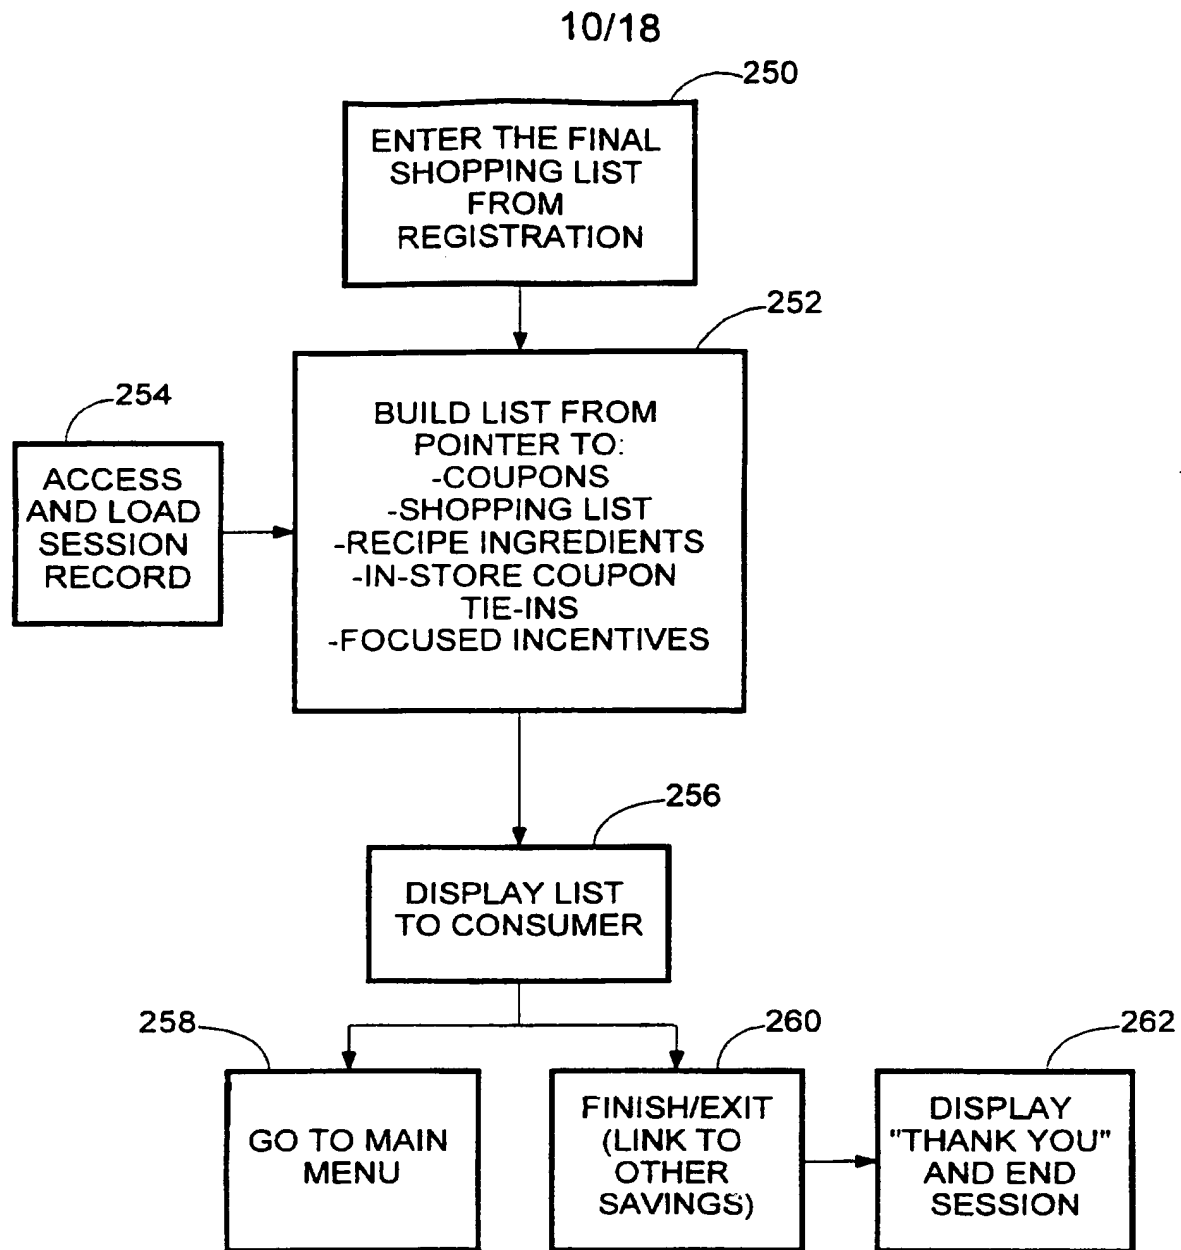 10/18
250
ENTER THE FINAL
SHOPPING LIST
FROM
REGISTRATION
252
BUILD LIST FROM
POINTER TO:
-COUPONS
-SHOPPING LIST
-RECIPE INGREDIENTS
-IN-STORE COUPON
TIE-INS
-FOCUSED INCENTIVES
254
ACCESS
AND LOAD
SESSION
RECORD
256
DISPLAY LIST
TO CONSUMER
258
GO TO MAIN
MENU
260
FINISH/EXIT
(LINK TO
OTHER
SAVINGS)
262
DISPLAY
"THANK YOU"
AND END
SESSION